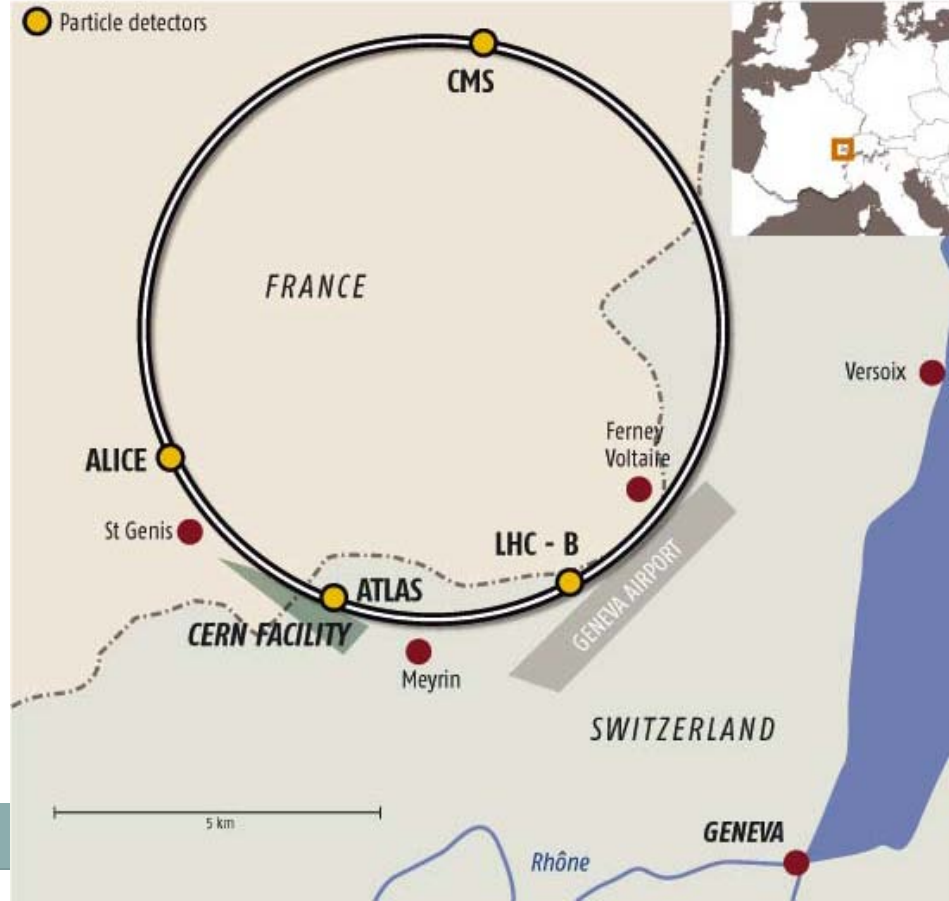 Particle detectors
CMS
FRANCE
Versoix
Ferney
Voltaire
ALICE
St Genis
LHC - B
ATLAS
GENEVA AIRPORT
CERN FACILITY
Meyrin
SWITZERLAND
5 km
GENEVA
Rhône